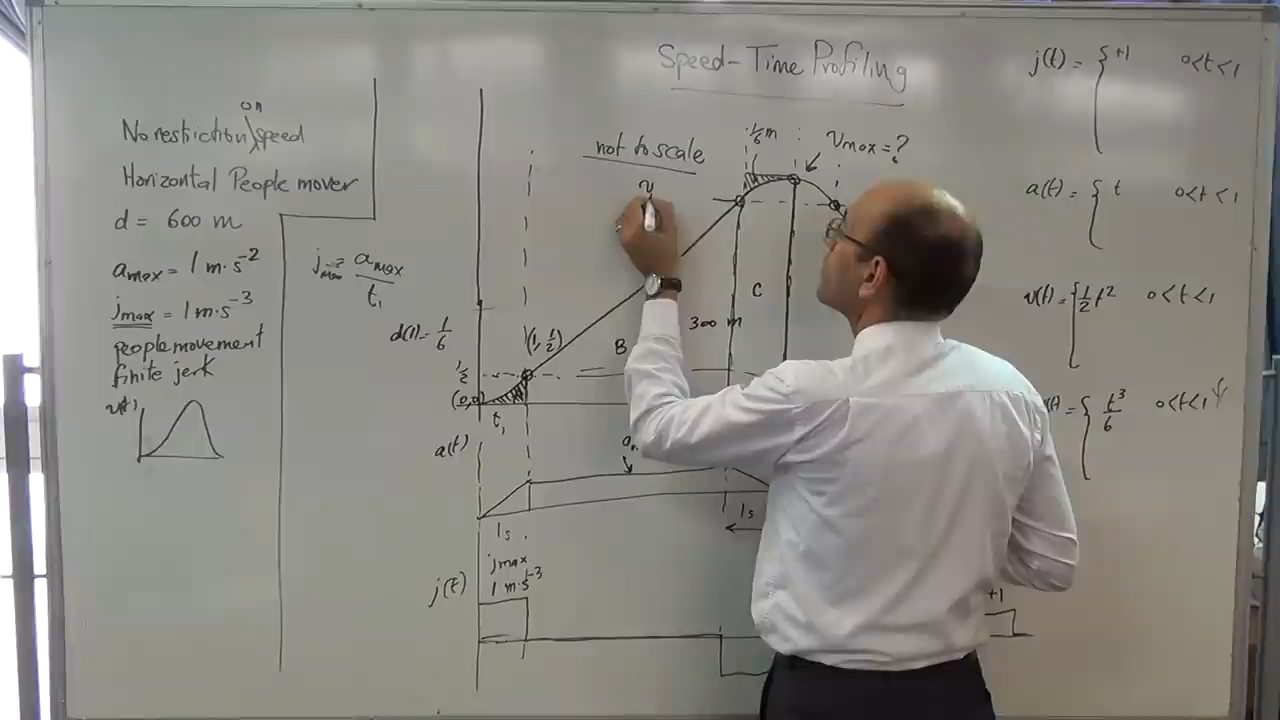 Speed-Time Profiling
on
No restriction speed
Horizontal People mover
d = 600 m
amax = 1 m.s⁻²
jmax = 1 m.s⁻³
people movement
finite jerk
v(t)
jmax = amax / t₁
not to scale
v
1/6 m
vmax = ?
d(1) = 1/6
(1, 1/2)
1/2
(0,0)
t₁
B
300 m
C
a(t)
1s
1s
jmax
1 m.s⁻³
j(t)
+1
j(t) = { +1 0<t<1
a(t) = { t 0<t<1
v(t) = { 1/2 t² 0<t<1
(t) = { t³/6 0<t<1